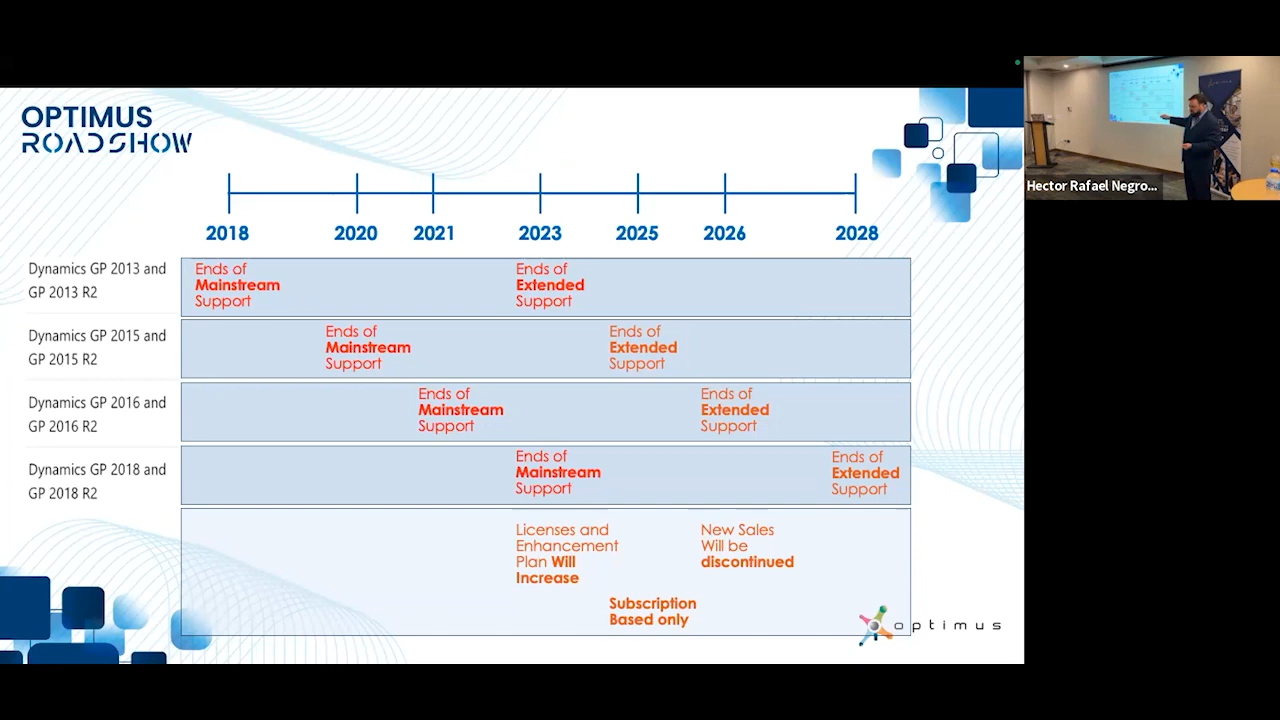 OPTIMUS
ROADSHOW
Hector Rafael Negro...
2018 2020 2021 2023 2025 2026 2028
Dynamics GP 2013 and
GP 2013 R2
Ends of
Mainstream
Support
Ends of
Extended
Support
Dynamics GP 2015 and
GP 2015 R2
Ends of
Mainstream
Support
Ends of
Extended
Support
Dynamics GP 2016 and
GP 2016 R2
Ends of
Mainstream
Support
Ends of
Extended
Support
Dynamics GP 2018 and
GP 2018 R2
Ends of
Mainstream
Support
Ends of
Extended
Support
Licenses and
Enhancement
Plan Will
Increase
Subscription
Based only
New Sales
Will be
discontinued
optimus